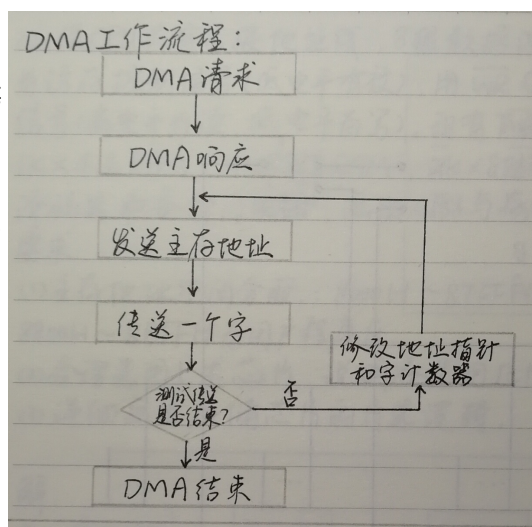 DMA工作流程:
DMA请求
DMA响应
发送主存地址
传送一个字
修改地址指针
和字计数器
测试传送
是否结束?
否
是
DMA结束